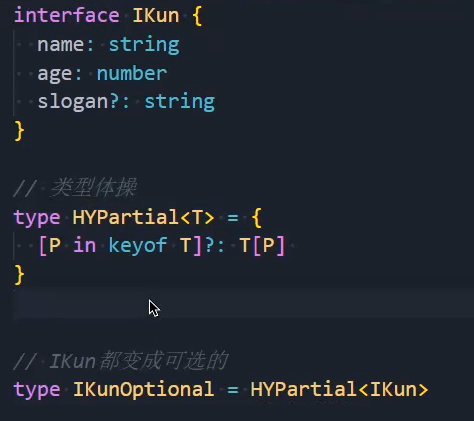 interface IKun {
  name: string
  age: number
  slogan?: string
}
// 类型体操
type HYPartial<T> = {
  [P in keyof T]?: T[P]
}
// IKun都变成可选的
type IKunOptional = HYPartial<IKun>